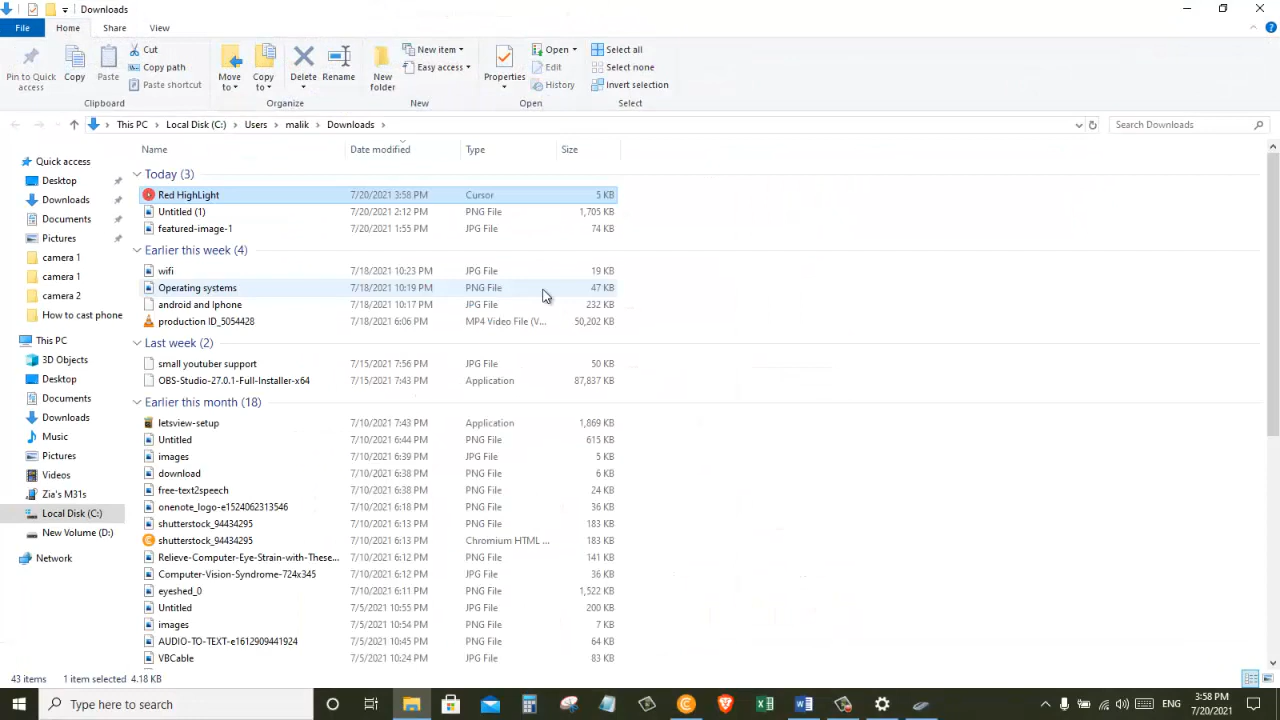 Downloads
File Home Share View
Pin to Quick access
Copy
Paste
Cut
Copy path
Paste shortcut
Clipboard
Move to
Copy to
Delete
Rename
Organize
New folder
New item
Easy access
New
Properties
Open
Edit
History
Open
Select all
Select none
Invert selection
Select
This PC Local Disk (C:) Users malik Downloads
Search Downloads
Name Date modified Type Size
Today (3)
Red HighLight 7/20/2021 3:58 PM Cursor 5 KB
Untitled (1) 7/20/2021 2:12 PM PNG File 1,705 KB
featured-image-1 7/20/2021 1:55 PM JPG File 74 KB
Earlier this week (4)
wifi 7/18/2021 10:23 PM JPG File 19 KB
Operating systems 7/18/2021 10:19 PM PNG File 47 KB
android and Iphone 7/18/2021 10:17 PM JPG File 232 KB
production ID_5054428 7/18/2021 6:06 PM MP4 Video File (V... 50,202 KB
Last week (2)
small youtuber support 7/15/2021 7:56 PM JPG File 50 KB
OBS-Studio-27.0.1-Full-Installer-x64 7/15/2021 7:43 PM Application 87,837 KB
Earlier this month (18)
letsview-setup 7/10/2021 7:43 PM Application 1,869 KB
Untitled 7/10/2021 6:44 PM PNG File 615 KB
images 7/10/2021 6:39 PM PNG File 5 KB
download 7/10/2021 6:38 PM PNG File 6 KB
free-text2speech 7/10/2021 6:38 PM PNG File 24 KB
onenote_logo-e1524062313546 7/10/2021 6:18 PM PNG File 36 KB
shutterstock_94434295 7/10/2021 6:13 PM PNG File 183 KB
shutterstock_94434295 7/10/2021 6:13 PM Chromium HTML ... 183 KB
Relieve-Computer-Eye-Strain-with-These... 7/10/2021 6:12 PM PNG File 141 KB
Computer-Vision-Syndrome-724x345 7/10/2021 6:12 PM JPG File 36 KB
eyeshed_0 7/10/2021 6:11 PM PNG File 1,522 KB
Untitled 7/5/2021 10:55 PM JPG File 200 KB
images 7/5/2021 10:54 PM PNG File 7 KB
AUDIO-TO-TEXT-e1612909441924 7/5/2021 10:45 PM PNG File 64 KB
VBCable 7/5/2021 10:24 PM JPG File 83 KB
Quick access
Desktop
Downloads
Documents
Pictures
camera 1
camera 1
camera 2
How to cast phone
This PC
3D Objects
Desktop
Documents
Downloads
Music
Pictures
Videos
Zia's M31s
Local Disk (C:)
New Volume (D:)
Network
43 items 1 item selected 4.18 KB
Type here to search
ENG
3:58 PM
7/20/2021